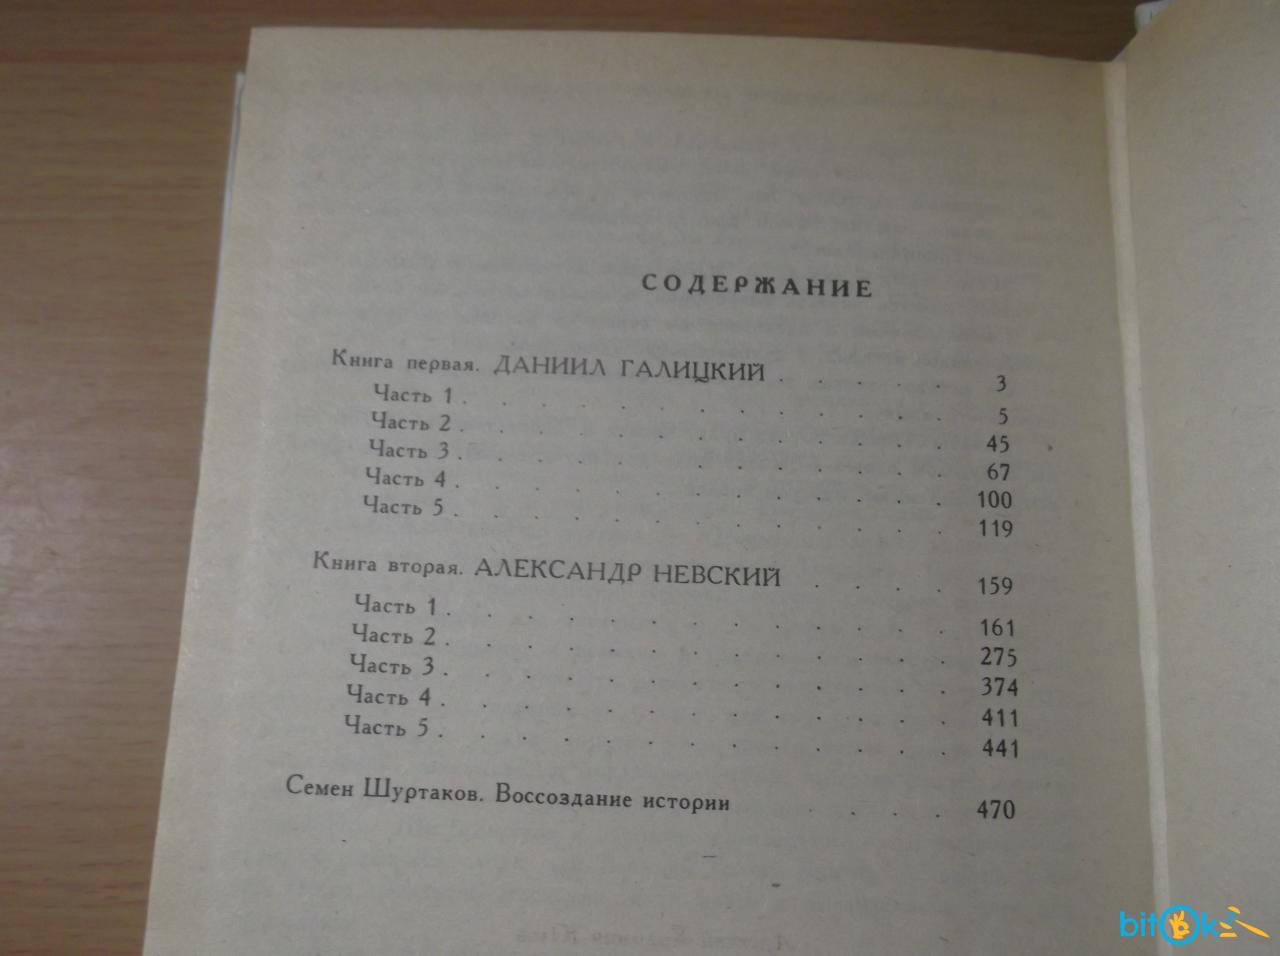 СОДЕРЖАНИЕ
Книга первая. ДАНИИЛ ГАЛИЦКИЙ . . . . . 3
Часть 1 . . . . . . . . . . . . . 5
Часть 2 . . . . . . . . . . . . . 45
Часть 3 . . . . . . . . . . . . . 67
Часть 4 . . . . . . . . . . . . . 100
Часть 5 . . . . . . . . . . . . . 119
Книга вторая. АЛЕКСАНДР НЕВСКИЙ . . . . 159
Часть 1 . . . . . . . . . . . . . 161
Часть 2 . . . . . . . . . . . . . 275
Часть 3 . . . . . . . . . . . . . 374
Часть 4 . . . . . . . . . . . . . 411
Часть 5 . . . . . . . . . . . . . 441
Семен Шуртаков. Воссоздание истории . . . . 470